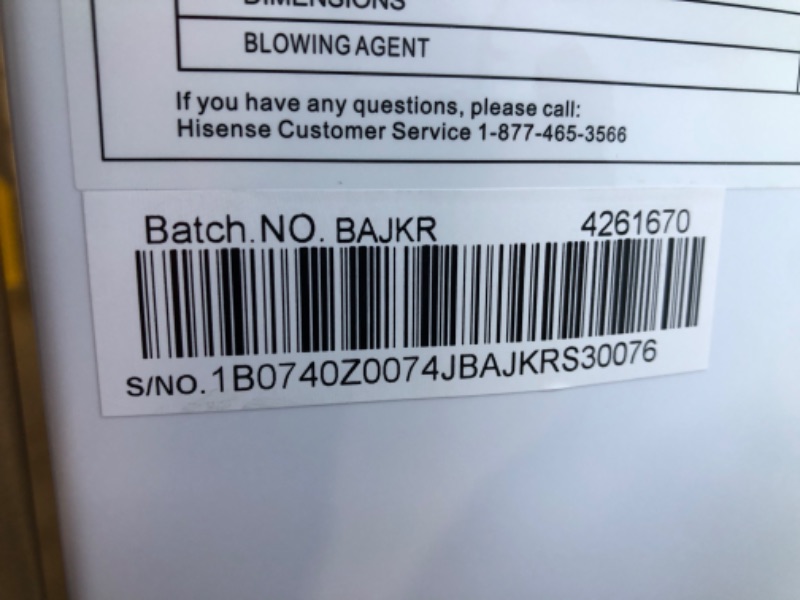 DIMENSIONS
BLOWING AGENT
If you have any questions, please call:
Hisense Customer Service 1-877-465-3566
Batch.NO. BAJKR 4261670
S/NO.1B0740Z0074JBAJKRS30076